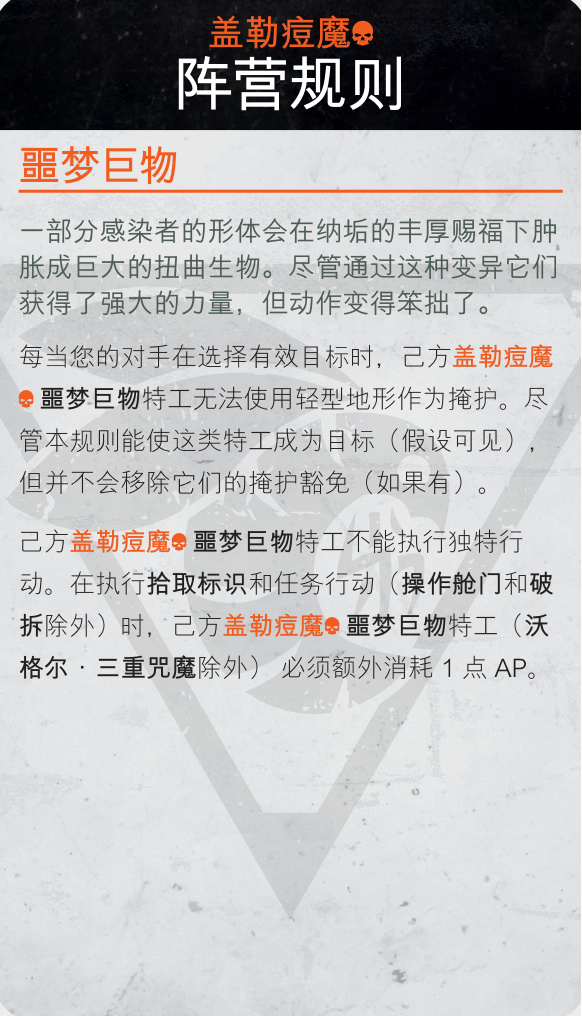 盖勒痘魔
阵营规则
噩梦巨物
一部分感染者的形体会在纳垢的丰厚赐福下肿
胀成巨大的扭曲生物。尽管通过这种变异它们
获得了强大的力量，但动作变得笨拙了。
每当您的对手在选择有效目标时，己方盖勒痘魔
噩梦巨物特工无法使用轻型地形作为掩护。尽
管本规则能使这类特工成为目标（假设可见），
但并不会移除它们的掩护豁免（如果有）。
己方盖勒痘魔 噩梦巨物特工不能执行独特行
动。在执行拾取标识和任务行动（操作舱门和破
拆除外）时，己方盖勒痘魔 噩梦巨物特工（沃
格尔·三重咒魔除外） 必须额外消耗 1 点 AP。